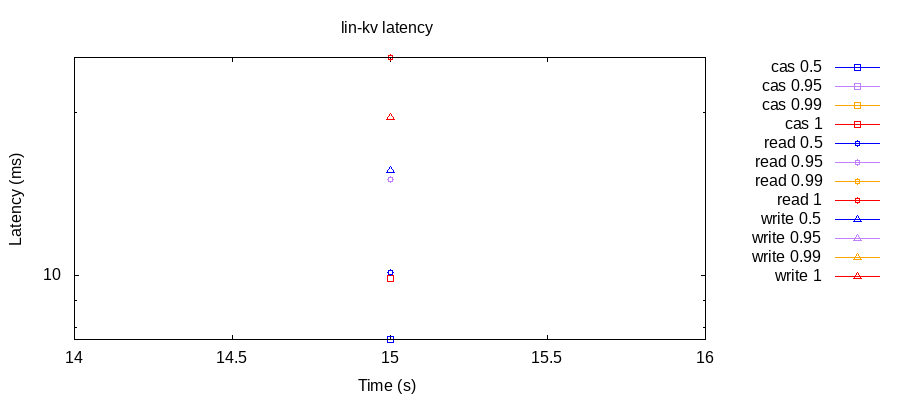 lin-kv latency
Latency (ms)
10
14
14.5
15
15.5
16
Time (s)
cas 0.5
cas 0.95
cas 0.99
cas 1
read 0.5
read 0.95
read 0.99
read 1
write 0.5
write 0.95
write 0.99
write 1